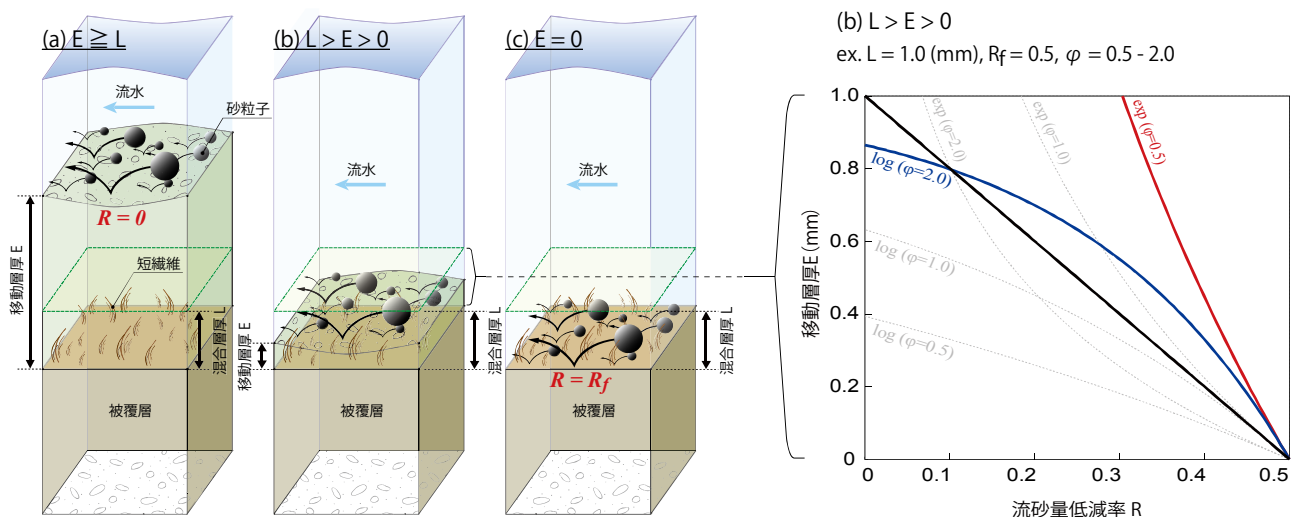 (a) E ≧ L
流水
砂粒子
R = 0
移動層厚 E
短繊維
混合層厚 L
被覆層
(b) L > E > 0
流水
移動層厚 E
混合層厚 L
被覆層
(c) E = 0
流水
R = Rf
混合層厚 L
被覆層
(b) L > E > 0
ex. L = 1.0 (mm), Rf = 0.5, φ = 0.5 - 2.0
移動層厚E (mm)
1.0
0.8
0.6
0.4
0.2
0
exp (φ=2.0)
exp (φ=1.0)
exp (φ=0.5)
log (φ=2.0)
log (φ=1.0)
log (φ=0.5)
0 0.1 0.2 0.3 0.4 0.5
流砂量低減率 R